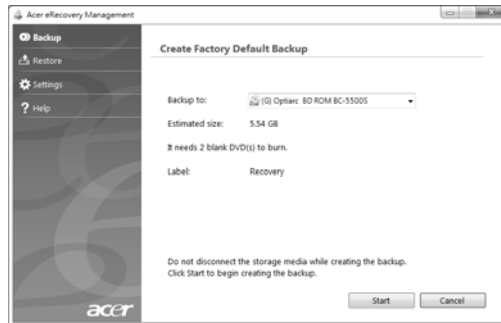 Acer eRecovery Management
Backup
Restore
Settings
Help
Create Factory Default Backup
Backup to: (G) Optiarc BD ROM BC-5500S
Estimated size: 5.54 GB
It needs 2 blank DVD(s) to burn.
Label: Recovery
Do not disconnect the storage media while creating the backup.
Click Start to begin creating the backup.
Start Cancel
acer